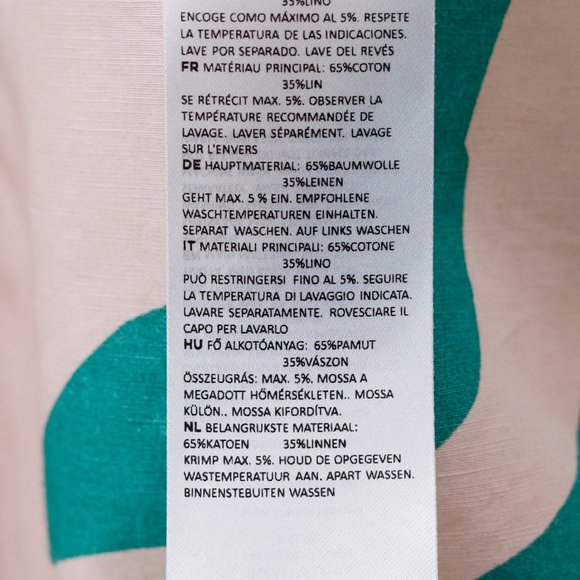 35%LINO
ENCOGE COMO MÁXIMO AL 5%. RESPETE
LA TEMPERATURA DE LAS INDICACIONES.
LAVE POR SEPARADO. LAVE DEL REVÉS
FR MATÉRIAU PRINCIPAL: 65%COTON
35%LIN
SE RÉTRÉCIT MAX. 5%. OBSERVER LA
TEMPÉRATURE RECOMMANDÉE DE
LAVAGE. LAVER SÉPARÉMENT. LAVAGE
SUR L'ENVERS
DE HAUPTMATERIAL: 65%BAUMWOLLE
35%LEINEN
GEHT MAX. 5 % EIN. EMPFOHLENE
WASCHTEMPERATUREN EINHALTEN.
SEPARAT WASCHEN. AUF LINKS WASCHEN
IT MATERIALI PRINCIPALI: 65%COTONE
35%LINO
PUÒ RESTRINGERSI FINO AL 5%. SEGUIRE
LA TEMPERATURA DI LAVAGGIO INDICATA.
LAVARE SEPARATAMENTE. ROVESCIARE IL
CAPO PER LAVARLO
HU FŐ ALKOTÓANYAG: 65%PAMUT
35%VÁSZON
ÖSSZEUGRÁS: MAX. 5%. MOSSA A
MEGADOTT HŐMÉRSÉKLETEN.. MOSSA
KÜLÖN.. MOSSA KIFORDÍTVA.
NL BELANGRIJKSTE MATERIAAL:
65%KATOEN 35%LINNEN
KRIMP MAX. 5%. HOUD DE OPGEGEVEN
WASTEMPERATUUR AAN. APART WASSEN.
BINNENSTEBUITEN WASSEN